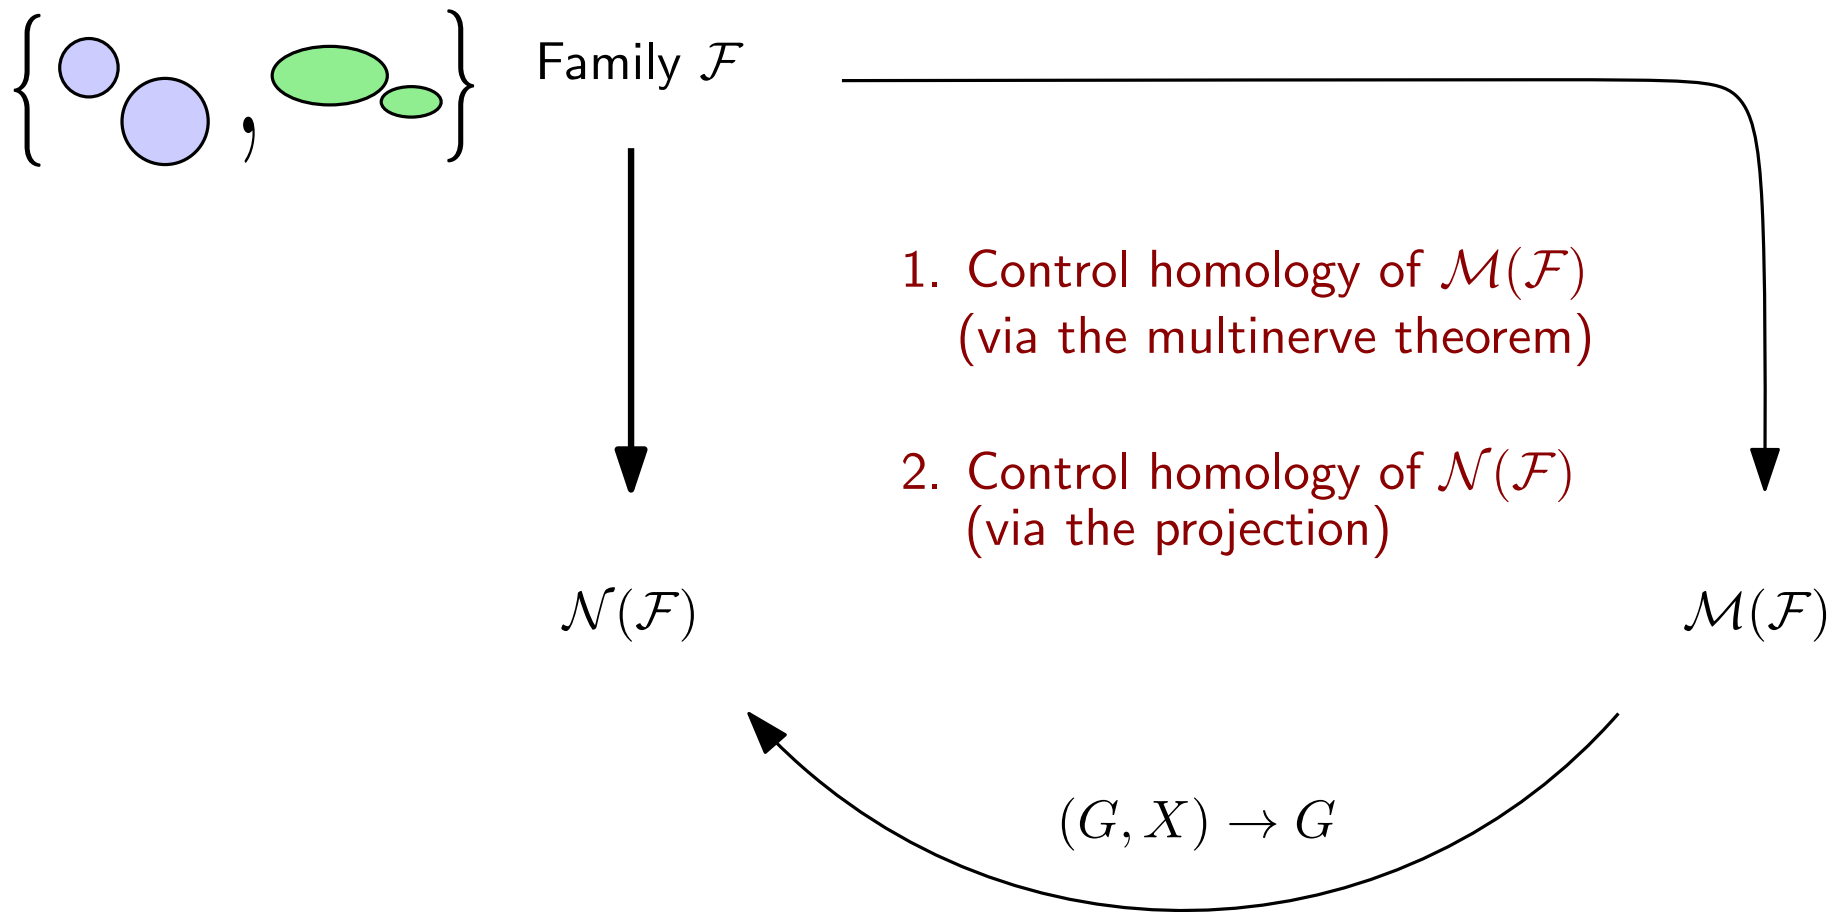 { , } Family ℱ
1. Control homology of ℳ(ℱ)
(via the multinerve theorem)
2. Control homology of 𝒩(ℱ)
(via the projection)
𝒩(ℱ)
ℳ(ℱ)
(G, X) → G